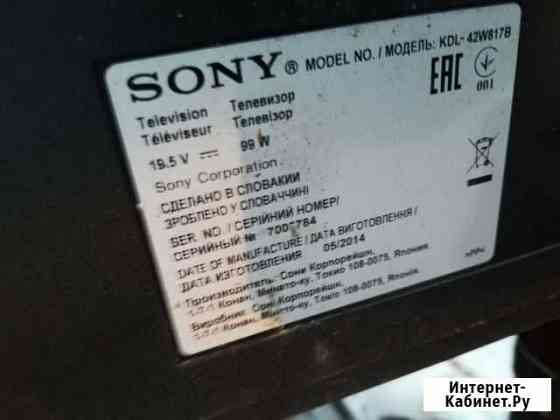 SONY ® MODEL NO. / МОДЕЛЬ: KDL- 42W817B
EAC 001
Television Телевизор
Téléviseur Телевізор
19.5 V 99 W
Sony Corporation
СДЕЛАНО В СЛОВАКИИ
ЗРОБЛЕНО У СЛОВАЧЧИНІ
SER. NO. / СЕРИЙНЫЙ НОМЕР/
СЕРИЙНЫЙ №
DATE OF MANUFACTURE / ДАТА ВИГОТОВЛЕННЯ /
ДАТА ИЗГОТОВЛЕНИЯ 05/2014
Производитель: Сони Корпорейшн,
Конан, Минато-ку, Токио 108-0075, Япония
Виробник: Соні Корпорейшн,
Конан, Мінато-ку, Токіо 108-0075, Японія
Интернет-
Кабинет.Ру